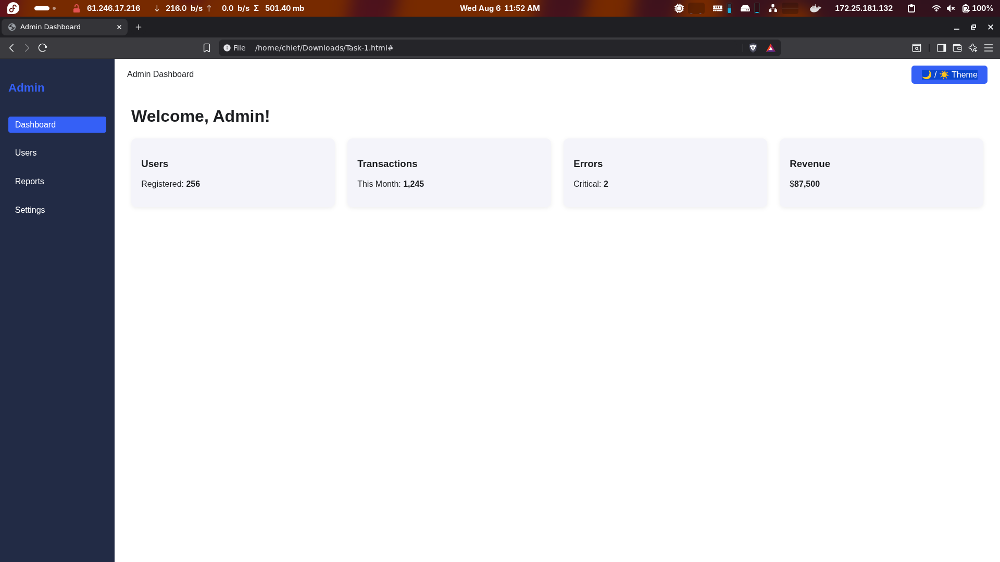 61.246.17.216 ↓ 216.0 b/s ↑ 0.0 b/s Σ 501.40 mb Wed Aug 6 11:52 AM 172.25.181.132 100%
Admin Dashboard
File /home/chief/Downloads/Task-1.html#
Admin
Dashboard
Users
Reports
Settings
Admin Dashboard
🌙 / ☀️ Theme
Welcome, Admin!
Users
Registered: 256
Transactions
This Month: 1,245
Errors
Critical: 2
Revenue
$87,500